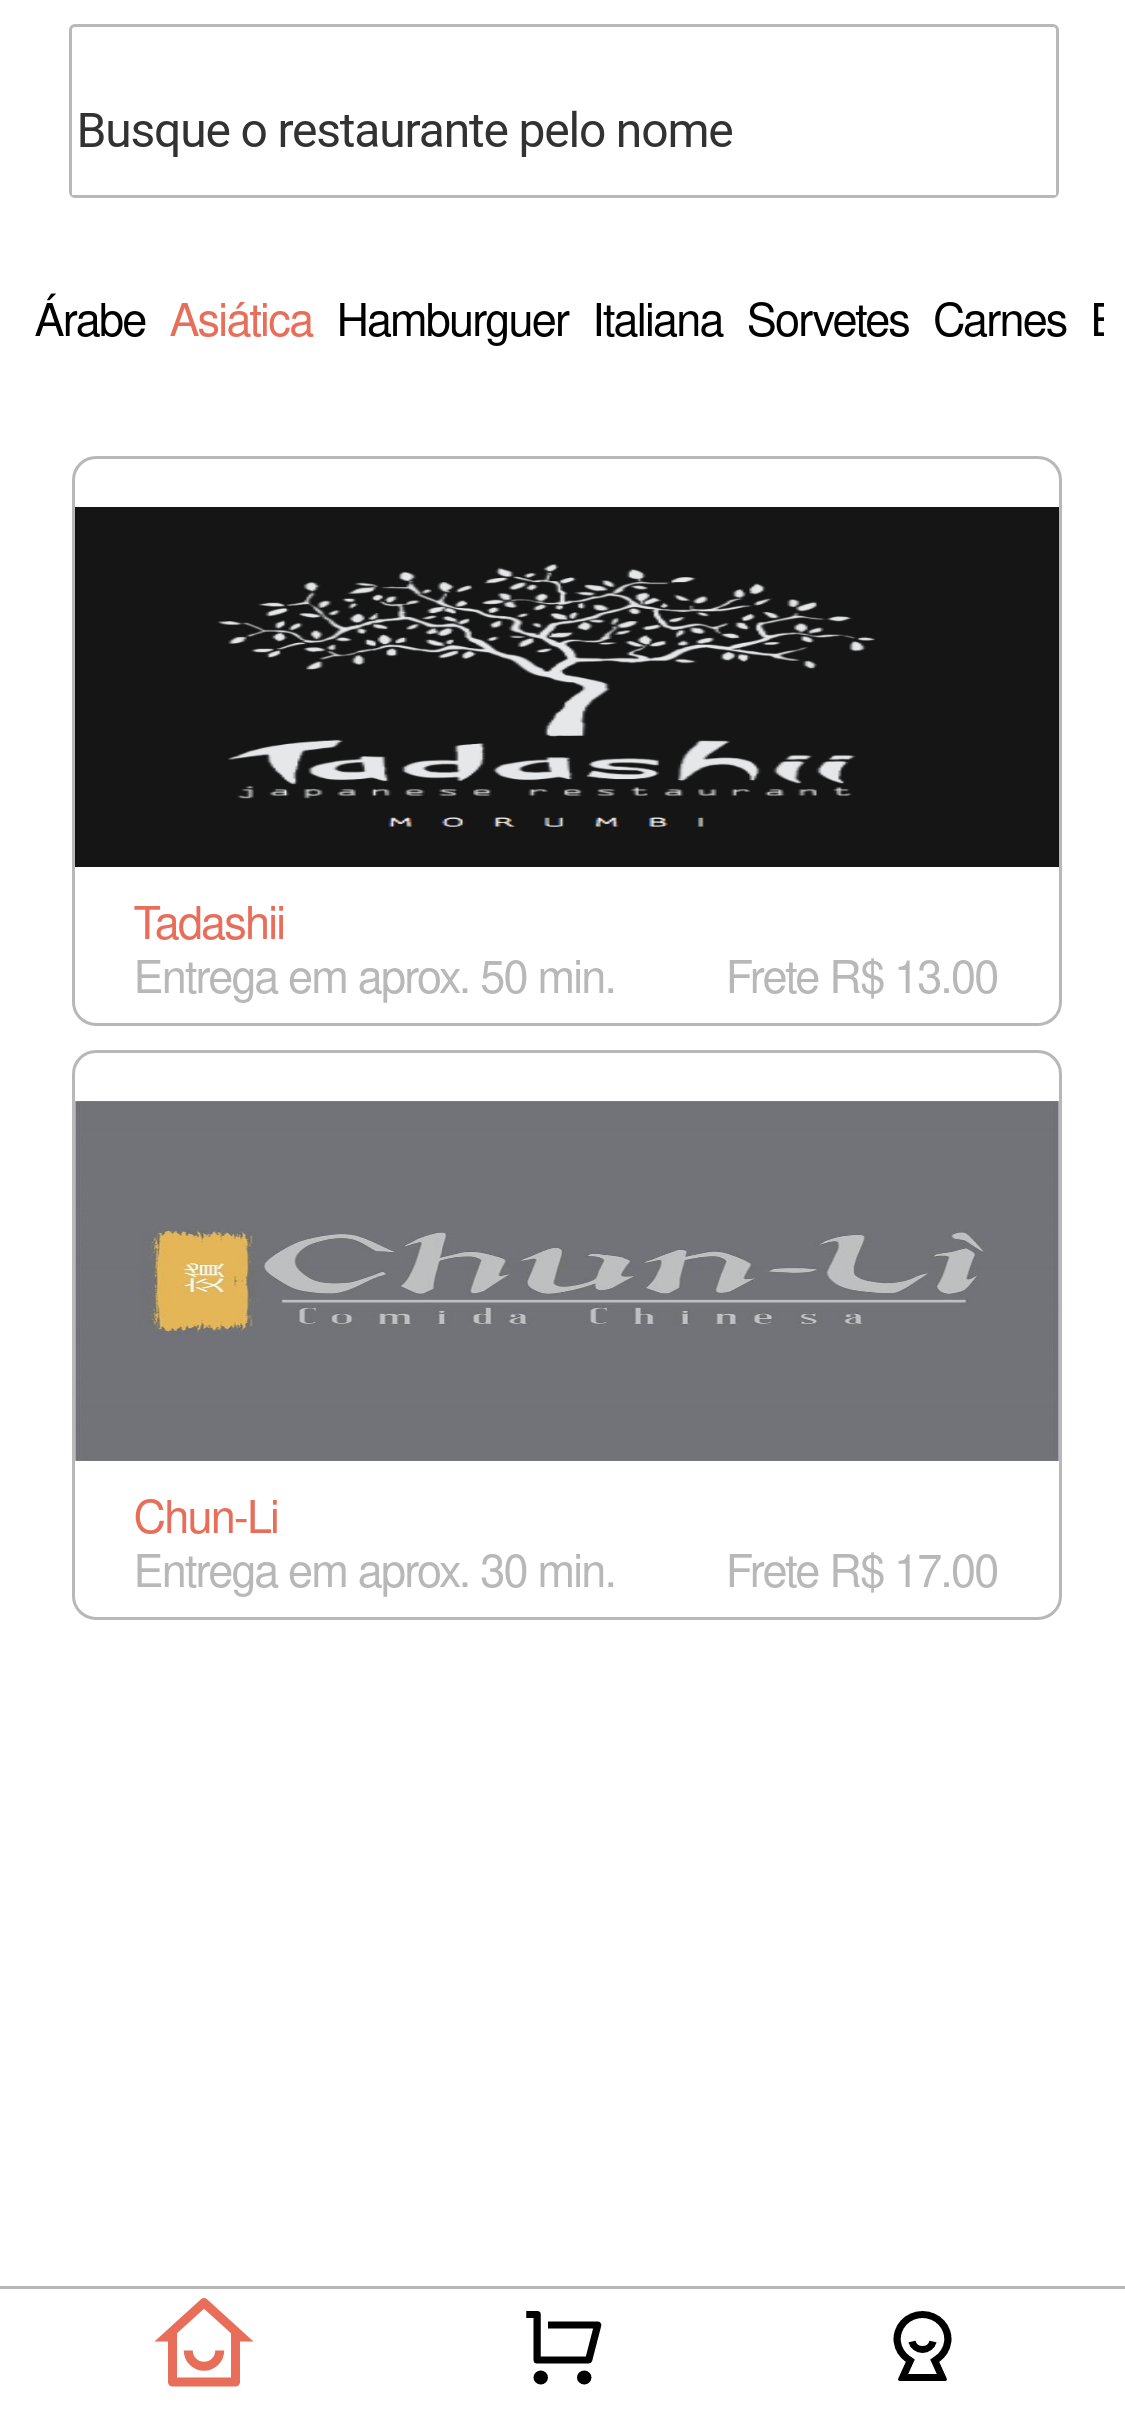 Busque o restaurante pelo nome
Árabe Asiática Hamburguer Italiana Sorvetes Carnes
Tadashii
japanese restaurant
MORUMBI
Tadashii
Entrega em aprox. 50 min. Frete R$ 13.00
Chun-Lì
Comida Chinesa
Chun-Li
Entrega em aprox. 30 min. Frete R$ 17.00